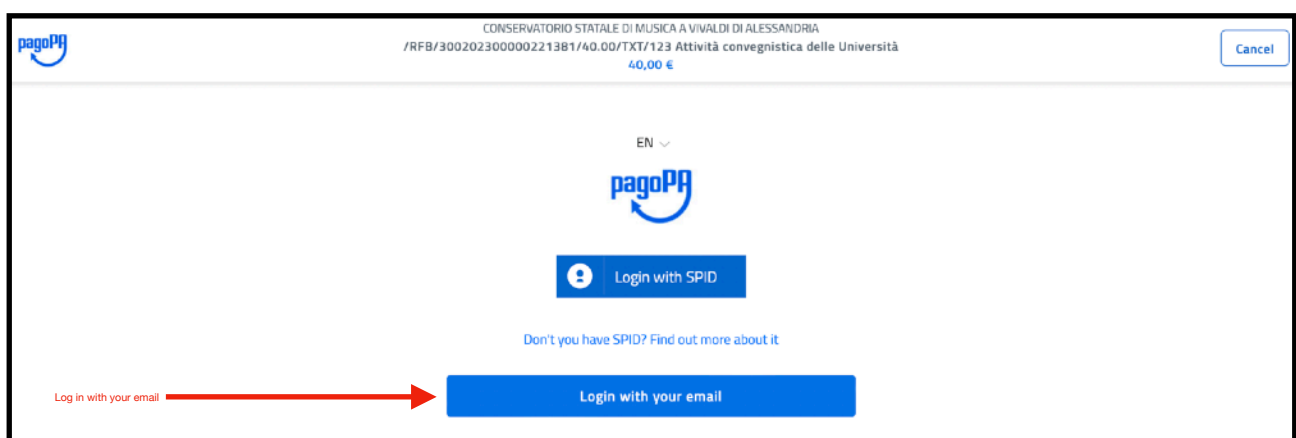 pagoPA
CONSERVATORIO STATALE DI MUSICA A VIVALDI DI ALESSANDRIA
/RFB/300202300000221381/40.00/TXT/123 Attività convegnistica delle Università
40,00 €
Cancel
EN
pagoPA
Login with SPID
Don't you have SPID? Find out more about it
Log in with your email
Login with your email